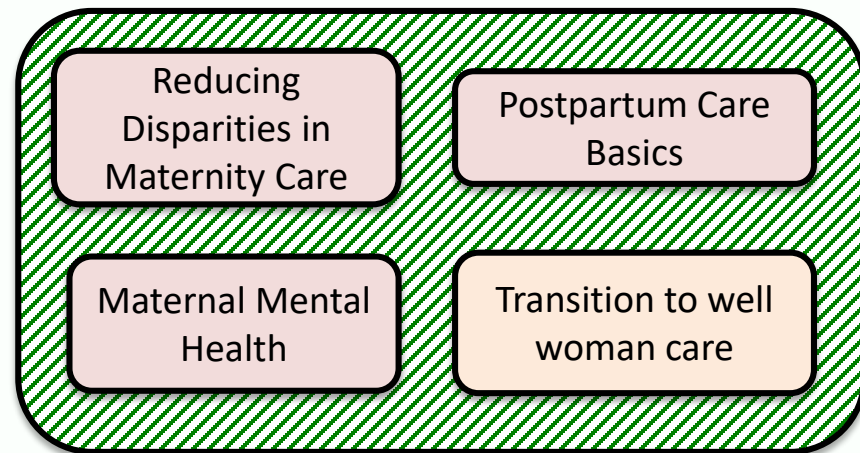 Reducing
Disparities in
Maternity Care
Postpartum Care
Basics
Maternal Mental
Health
Transition to well
woman care